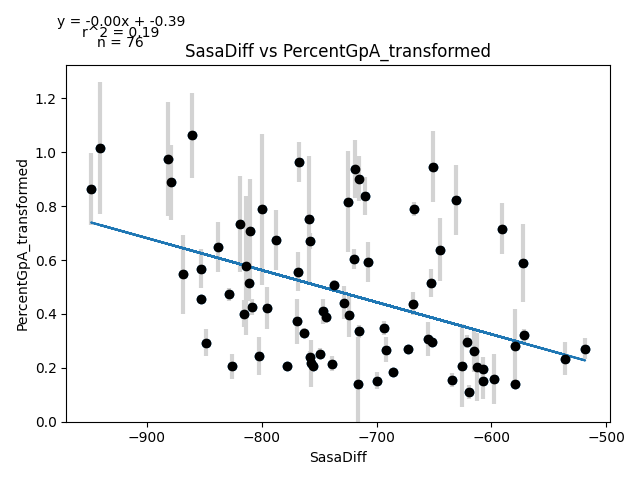 y = -0.00x + -0.39
r^2 = 0.19
n = 76
SasaDiff vs PercentGpA_transformed
PercentGpA_transformed
1.2
1.0
0.8
0.6
0.4
0.2
0.0
−900
−800
−700
−600
−500
SasaDiff